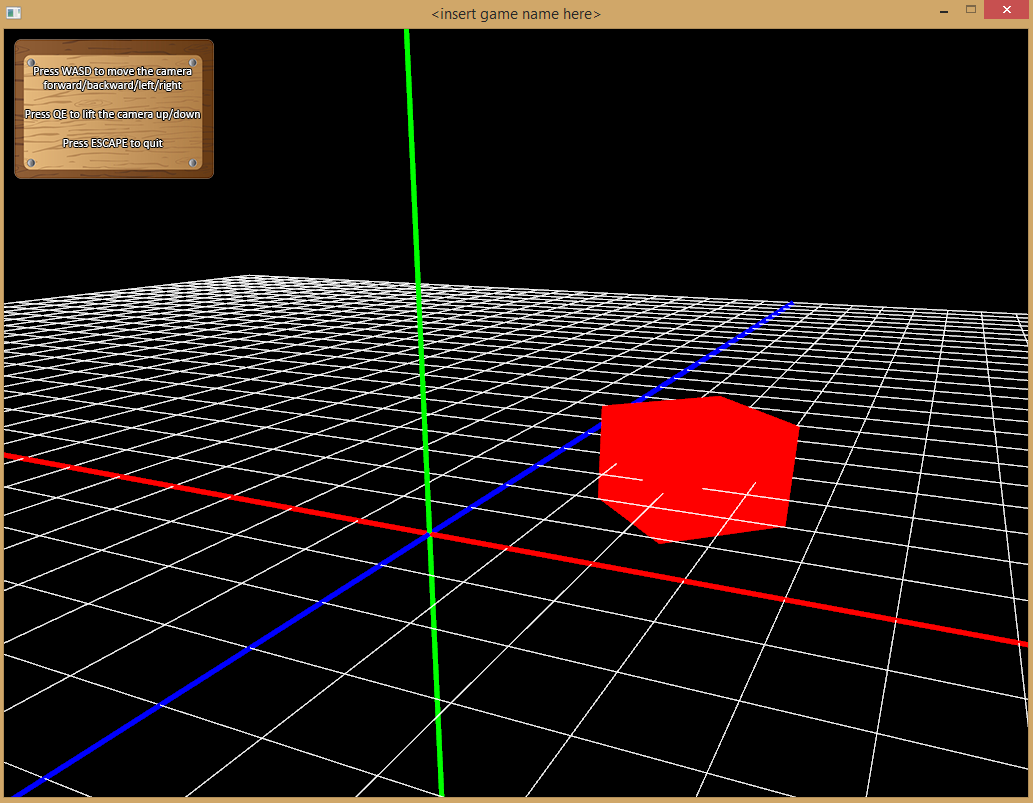 <insert game name here>
Press WASD to move the camera
forward/backward/left/right
Press QE to lift the camera up/down
Press ESCAPE to quit